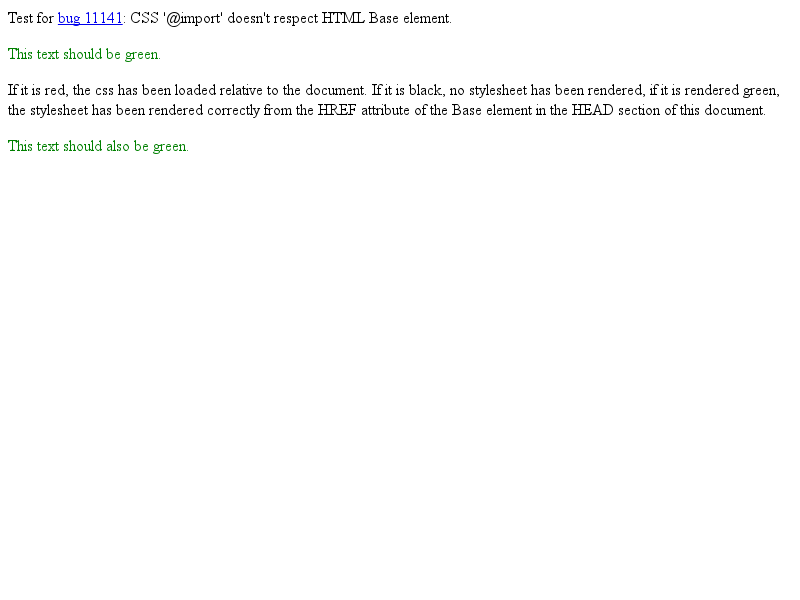 Test for bug 11141: CSS '@import' doesn't respect HTML Base element.
This text should be green.
If it is red, the css has been loaded relative to the document. If it is black, no stylesheet has been rendered, if it is rendered green,
the stylesheet has been rendered correctly from the HREF attribute of the Base element in the HEAD section of this document.
This text should also be green.